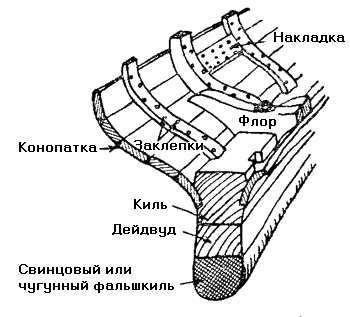 Накладка
Флор
Заклепки
Конопатка
Киль
Дейдвуд
Свинцовый или
чугунный фальшкиль